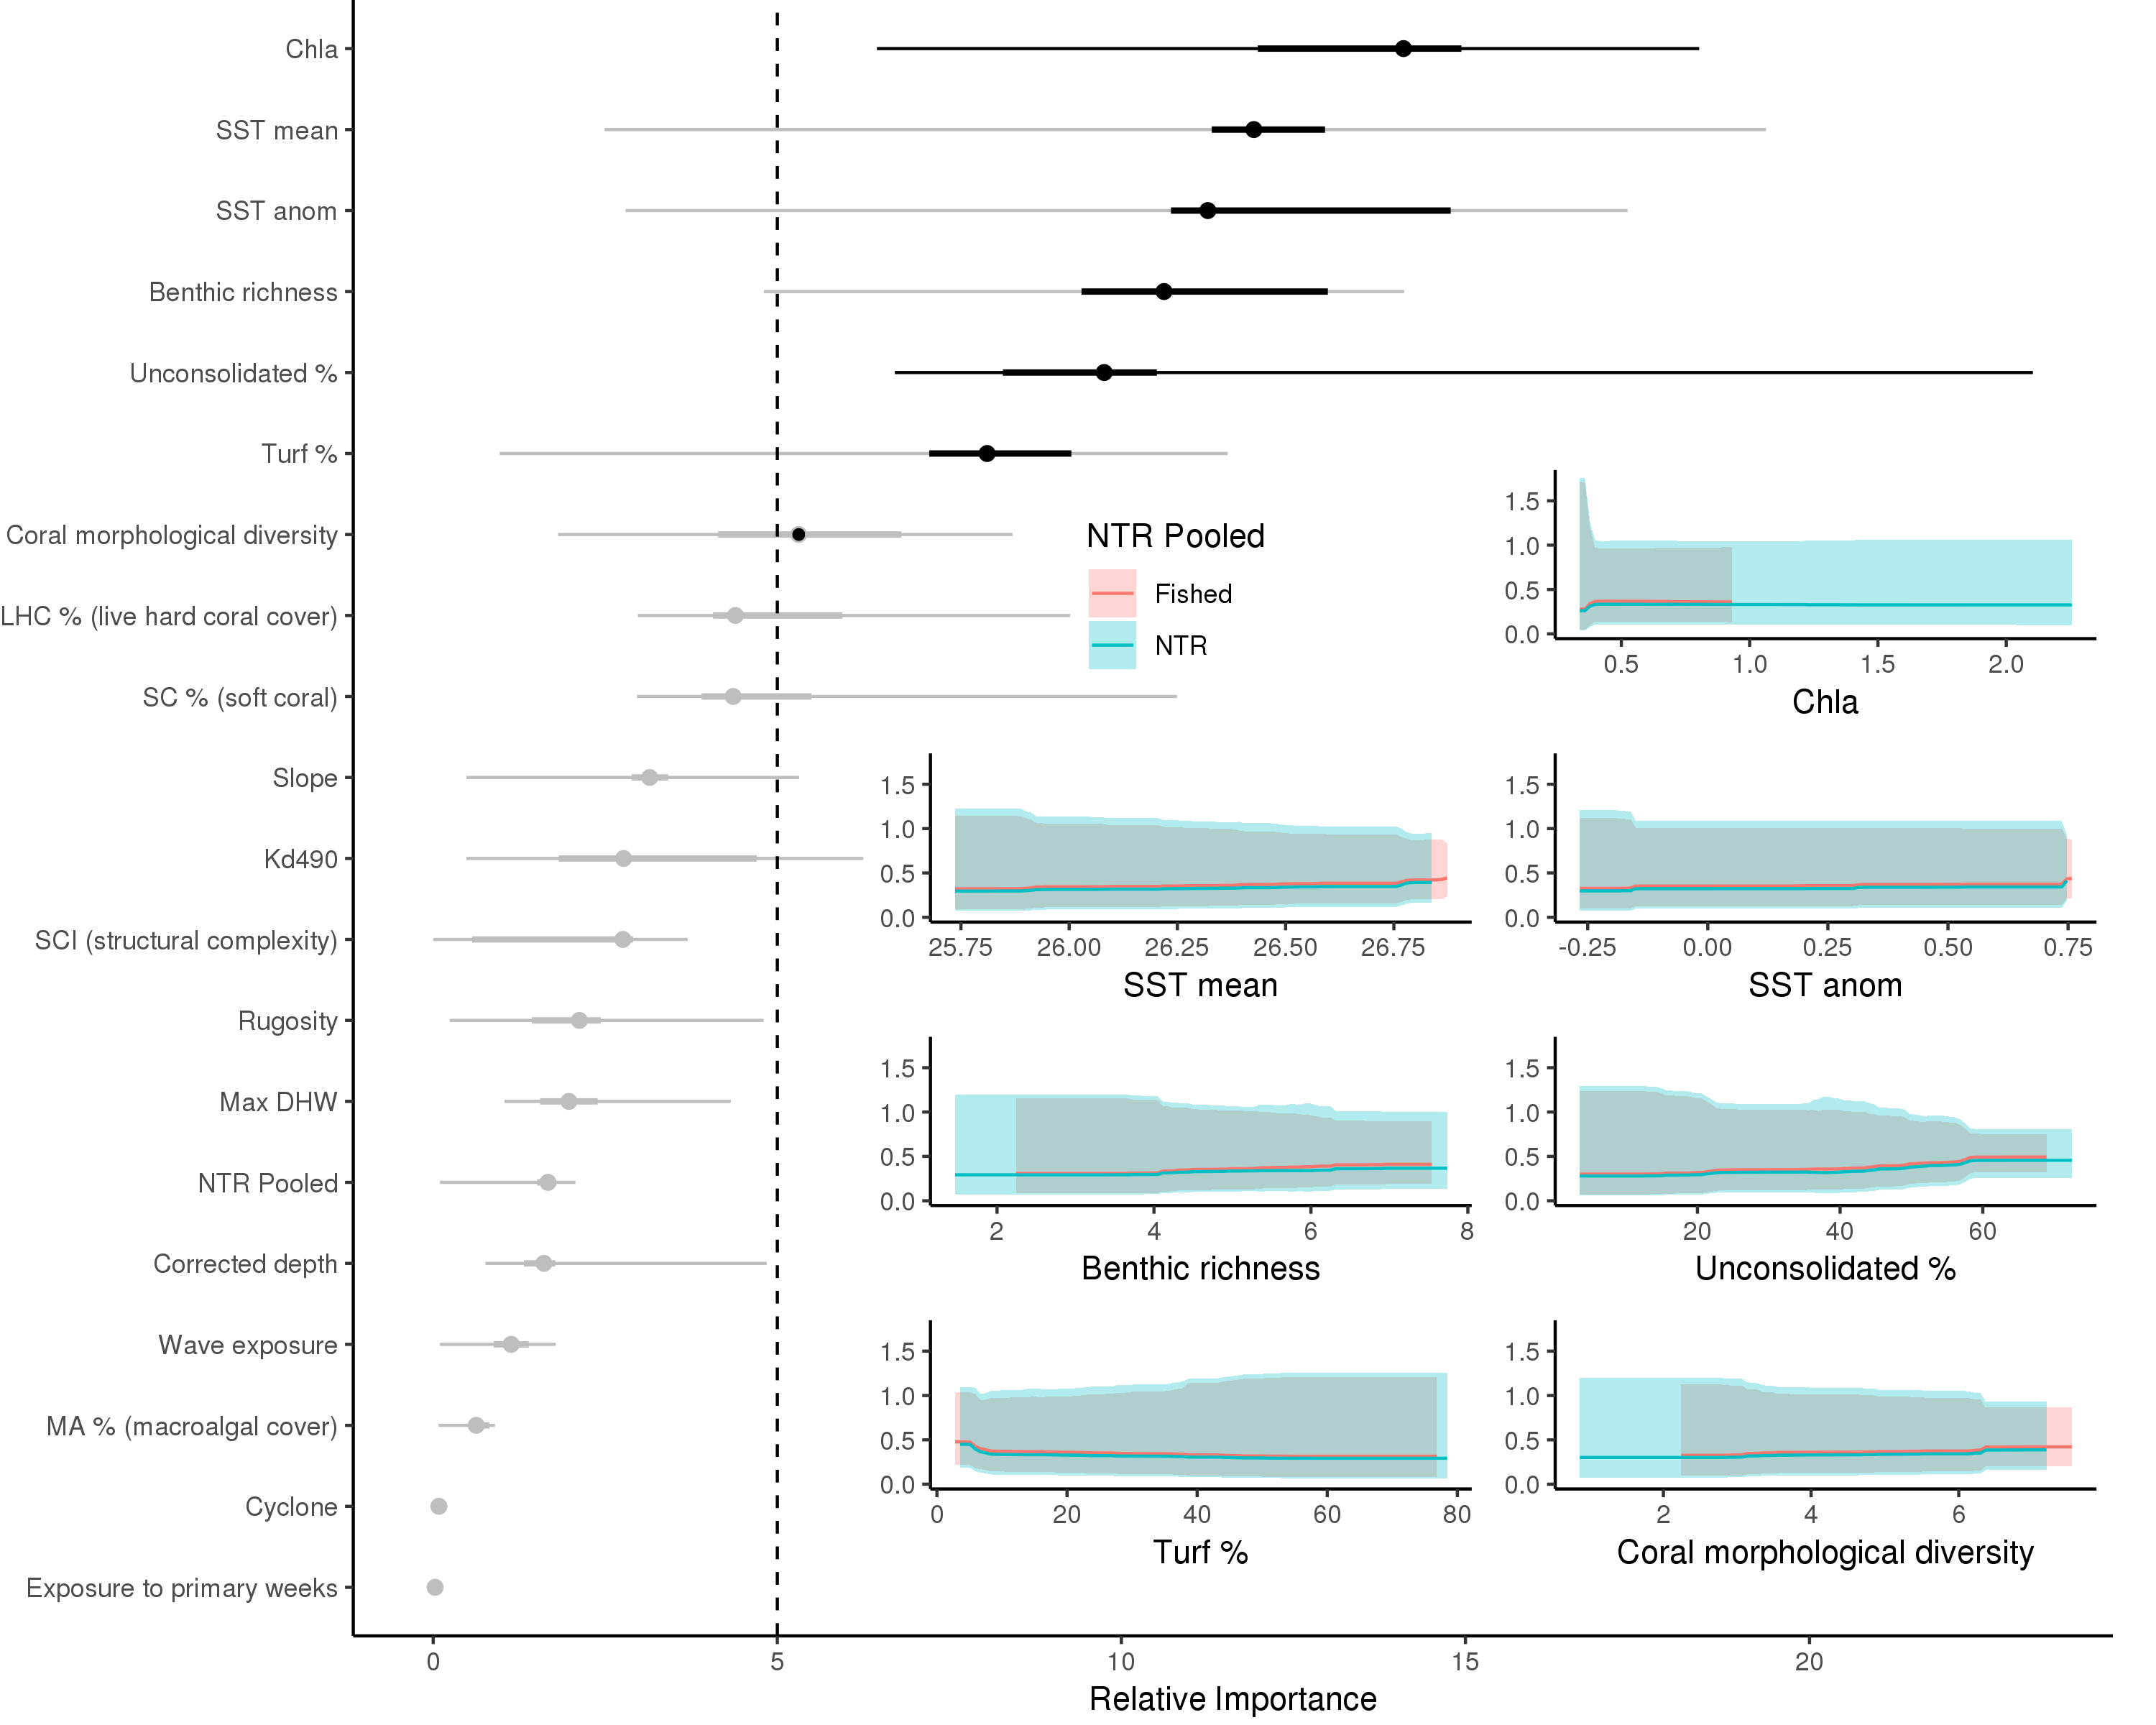 Chla
SST mean
SST anom
Benthic richness
Unconsolidated %
Turf %
Coral morphological diversity
LHC % (live hard coral cover)
SC % (soft coral)
Slope
Kd490
SCI (structural complexity)
Rugosity
Max DHW
NTR Pooled
Corrected depth
Wave exposure
MA % (macroalgal cover)
Cyclone
Exposure to primary weeks
0 5 10 15 20
Relative Importance
NTR Pooled
Fished
NTR
1.5
1.0
0.5
0.0
0.5 1.0 1.5 2.0
Chla
1.5
1.0
0.5
0.0
25.75 26.00 26.25 26.50 26.75
SST mean
1.5
1.0
0.5
0.0
-0.25 0.00 0.25 0.50 0.75
SST anom
1.5
1.0
0.5
0.0
2 4 6 8
Benthic richness
1.5
1.0
0.5
0.0
20 40 60
Unconsolidated %
1.5
1.0
0.5
0.0
0 20 40 60 80
Turf %
1.5
1.0
0.5
0.0
2 4 6
Coral morphological diversity